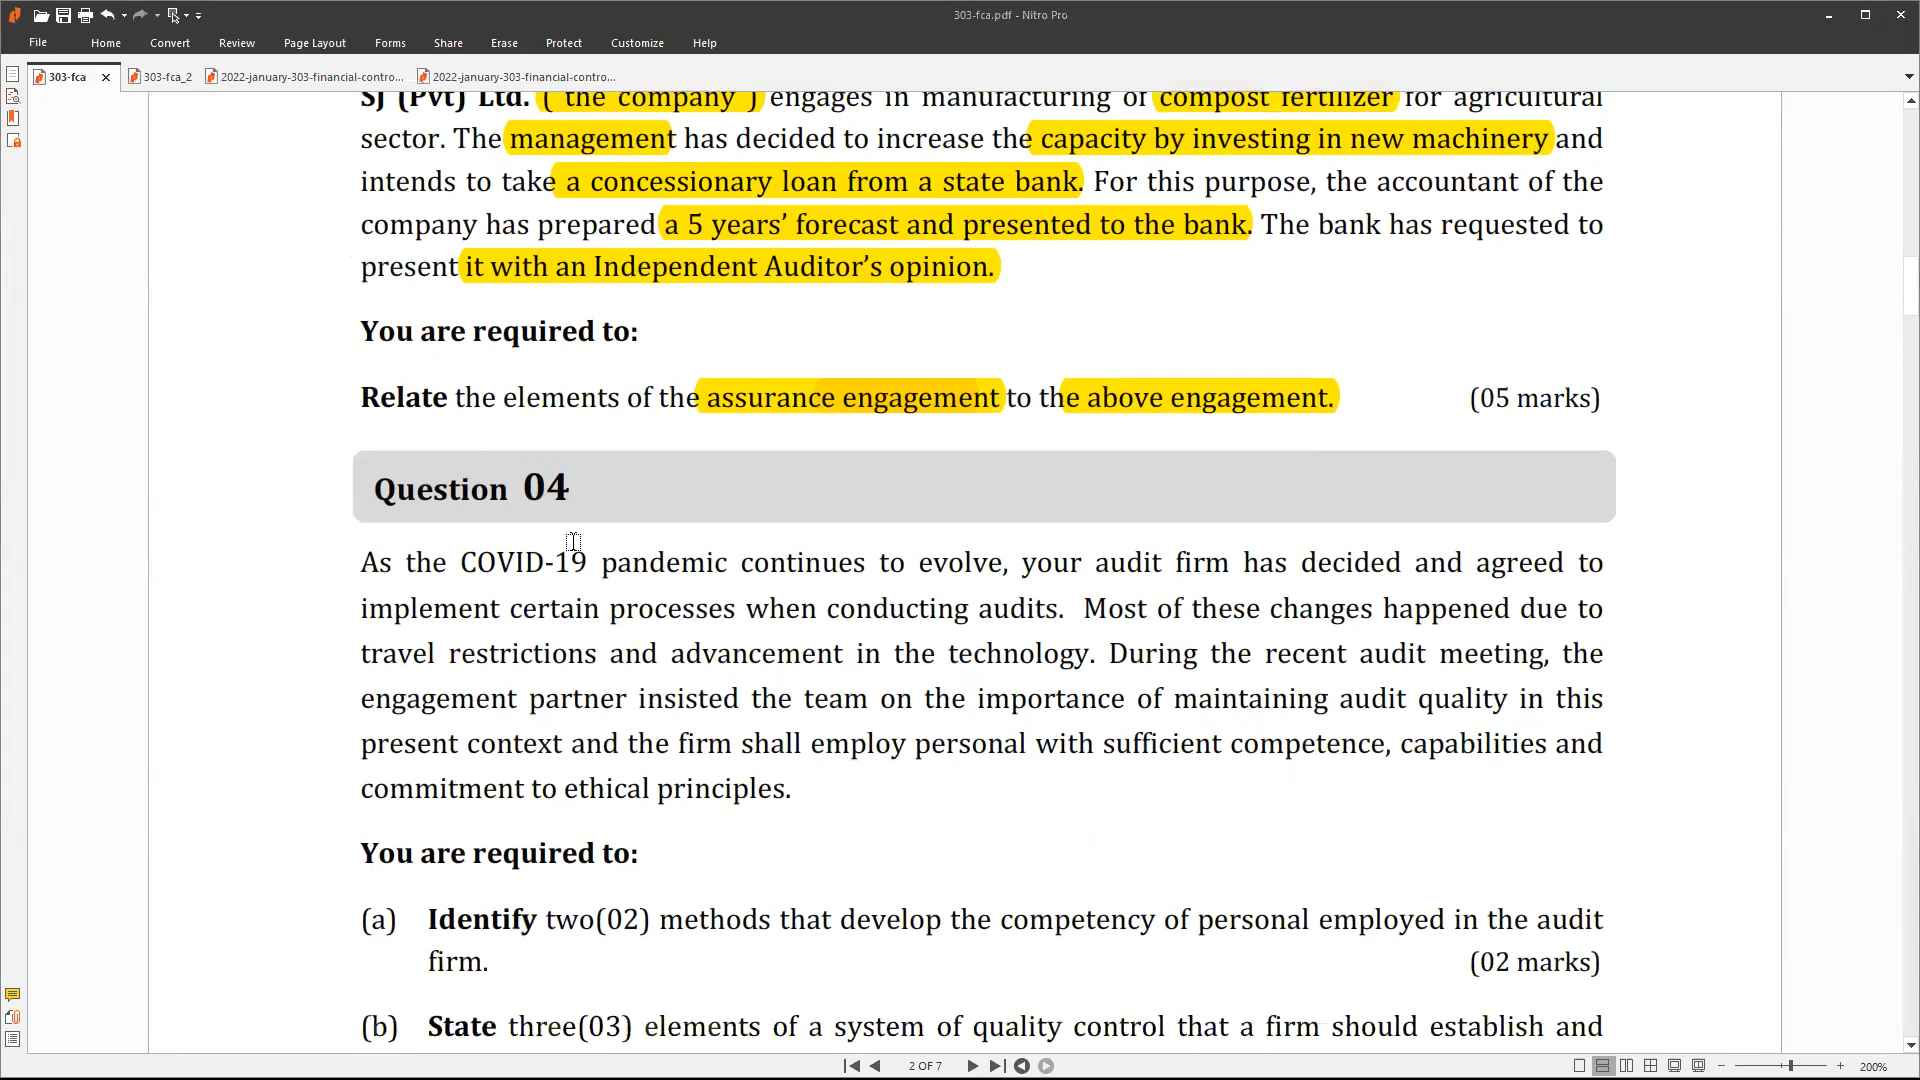 303-fca.pdf - Nitro Pro
File Home Convert Review Page Layout Forms Share Erase Protect Customize Help
303-fca 303-fca_2 2022-january-303-financial-contro... 2022-january-303-financial-contro...
SJ (Pvt) Ltd. ( the company ) engages in manufacturing of compost fertilizer for agricultural
sector. The management has decided to increase the capacity by investing in new machinery and
intends to take a concessionary loan from a state bank. For this purpose, the accountant of the
company has prepared a 5 years’ forecast and presented to the bank. The bank has requested to
present it with an Independent Auditor’s opinion.
You are required to:
Relate the elements of the assurance engagement to the above engagement. (05 marks)
Question 04
As the COVID-19 pandemic continues to evolve, your audit firm has decided and agreed to
implement certain processes when conducting audits. Most of these changes happened due to
travel restrictions and advancement in the technology. During the recent audit meeting, the
engagement partner insisted the team on the importance of maintaining audit quality in this
present context and the firm shall employ personal with sufficient competence, capabilities and
commitment to ethical principles.
You are required to:
(a) Identify two(02) methods that develop the competency of personal employed in the audit
firm. (02 marks)
(b) State three(03) elements of a system of quality control that a firm should establish and
2 OF 7
200%